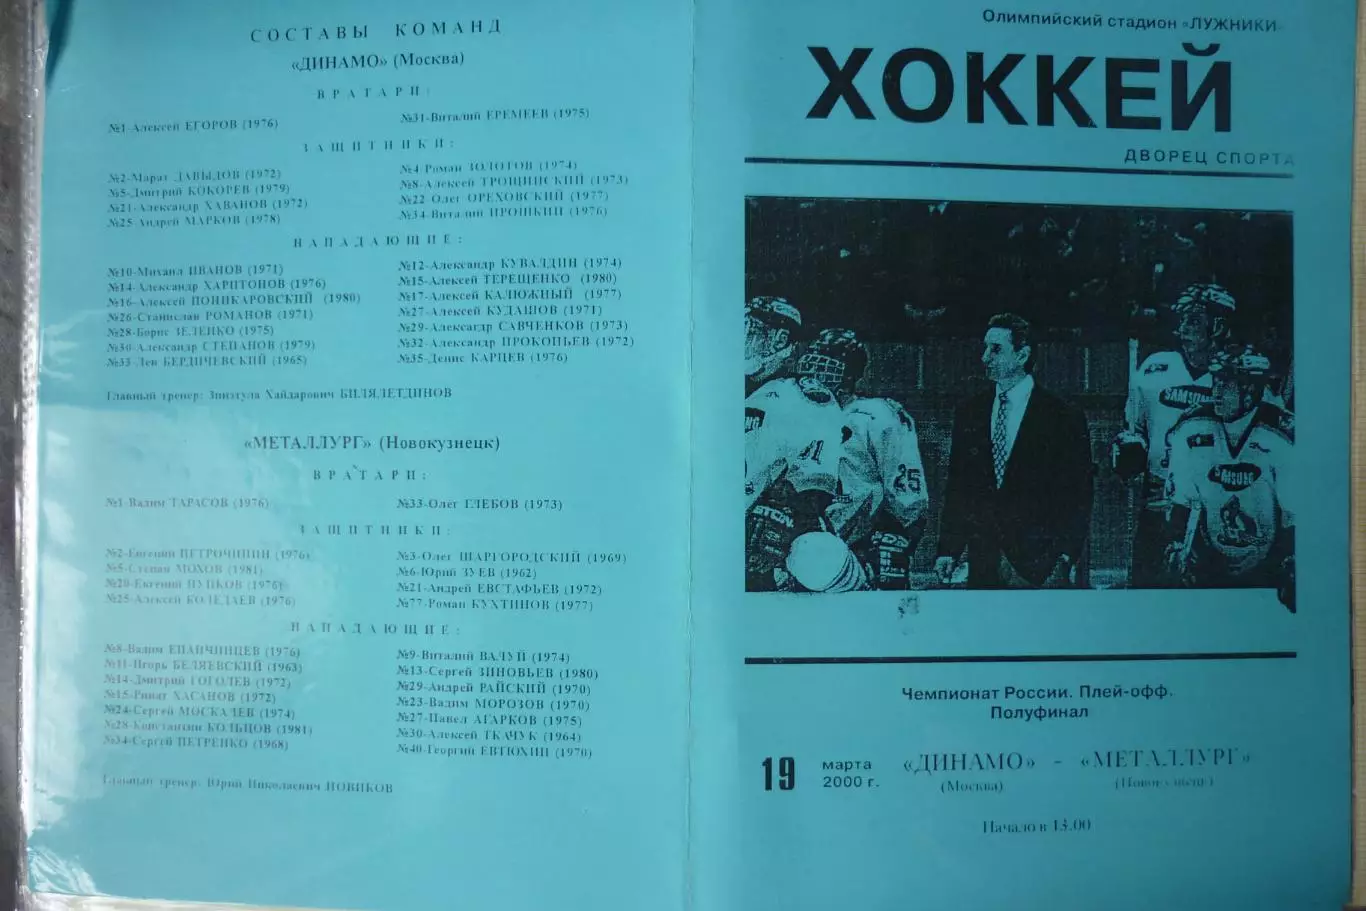 СОСТАВЫ КОМАНД
«ДИНАМО» (Москва)
ВРАТАРИ:
№1-Алексей ЕГОРОВ (1976)
№31-Виталий ЕРЕМЕЕВ (1975)
ЗАЩИТНИКИ:
№2-Марат ДАВЫДОВ (1972)
№5-Дмитрий КОКОРЕВ (1979)
№21-Александр ХАВАНОВ (1972)
№25-Андрей МАРКОВ (1978)
№4-Роман ЗОЛОТОВ (1974)
№8-Алексей ТРОЩИНСКИЙ (1973)
№22 Олег ОРЕХОВСКИЙ (1977)
№34-Виталий ПРОШКИН (1976)
НАПАДАЮЩИЕ:
№10-Михаил ИВАНОВ (1971)
№14-Александр ХАРИТОНОВ (1976)
№16-Алексей ПОНИКАРОВСКИЙ (1980)
№26-Станислав РОМАНОВ (1971)
№28-Борис ЗЕЛЕНКО (1975)
№30-Александр СТЕПАНОВ (1979)
№33-Лев БЕРДИЧЕВСКИЙ (1965)
№12-Александр КУВАЛДИН (1974)
№15-Алексей ТЕРЕЩЕНКО (1980)
№17-Алексей КАЛЮЖНЫЙ (1977)
№27-Алексей КУДАШОВ (1971)
№29-Александр САВЧЕНКОВ (1973)
№32-Александр ПРОКОПЬЕВ (1972)
№35-Денис КАРЦЕВ (1976)
Главный тренер: Зинэтула Хайдарович БИЛЯЛЕТДИНОВ
«МЕТАЛЛУРГ» (Новокузнецк)
ВРАТАРИ:
№1-Вадим ТАРАСОВ (1976)
№33-Олег ГЛЕБОВ (1973)
ЗАЩИТНИКИ:
№2-Евгений ПЕТРОЧИНИН (1976)
№5-Степан МОХОВ (1981)
№20-Евгений ПУПКОВ (1976)
№25-Алексей КОЛЕДАЕВ (1976)
№3-Олег ШАРГОРОДСКИЙ (1969)
№6-Юрий ЗУЕВ (1962)
№21-Андрей ЕВСТАФЬЕВ (1972)
№77-Роман КУХТИНОВ (1977)
НАПАДАЮЩИЕ:
№8-Вадим ЕПАНЧИНЦЕВ (1976)
№11-Игорь БЕЛЯЕВСКИЙ (1963)
№14-Дмитрий ГОГОЛЕВ (1972)
№15-Ринат ХАСАНОВ (1972)
№24-Сергей МОСКАЛЕВ (1974)
№28-Константин КОЛЬЦОВ (1981)
№34-Сергей ПЕТРЕНКО (1968)
№9-Виталий ВАЛУЙ (1974)
№13-Сергей ЗИНОВЬЕВ (1980)
№29-Андрей РАЙСКИЙ (1970)
№23-Вадим МОРОЗОВ (1970)
№27-Павел АГАРКОВ (1975)
№30-Алексей ТКАЧУК (1964)
№40-Георгий ЕВТЮХИН (1970)
Главный тренер: Юрий Николаевич НОВИКОВ
Олимпийский стадион «ЛУЖНИКИ»
ХОККЕЙ
ДВОРЕЦ СПОРТА
SAMSUNG
SAMSUNG
25
Чемпионат России. Плей-офф.
Полуфинал
19 марта 2000 г.
«ДИНАМО» - «МЕТАЛЛУРГ»
(Москва) (Новокузнецк)
Начало в 13.00